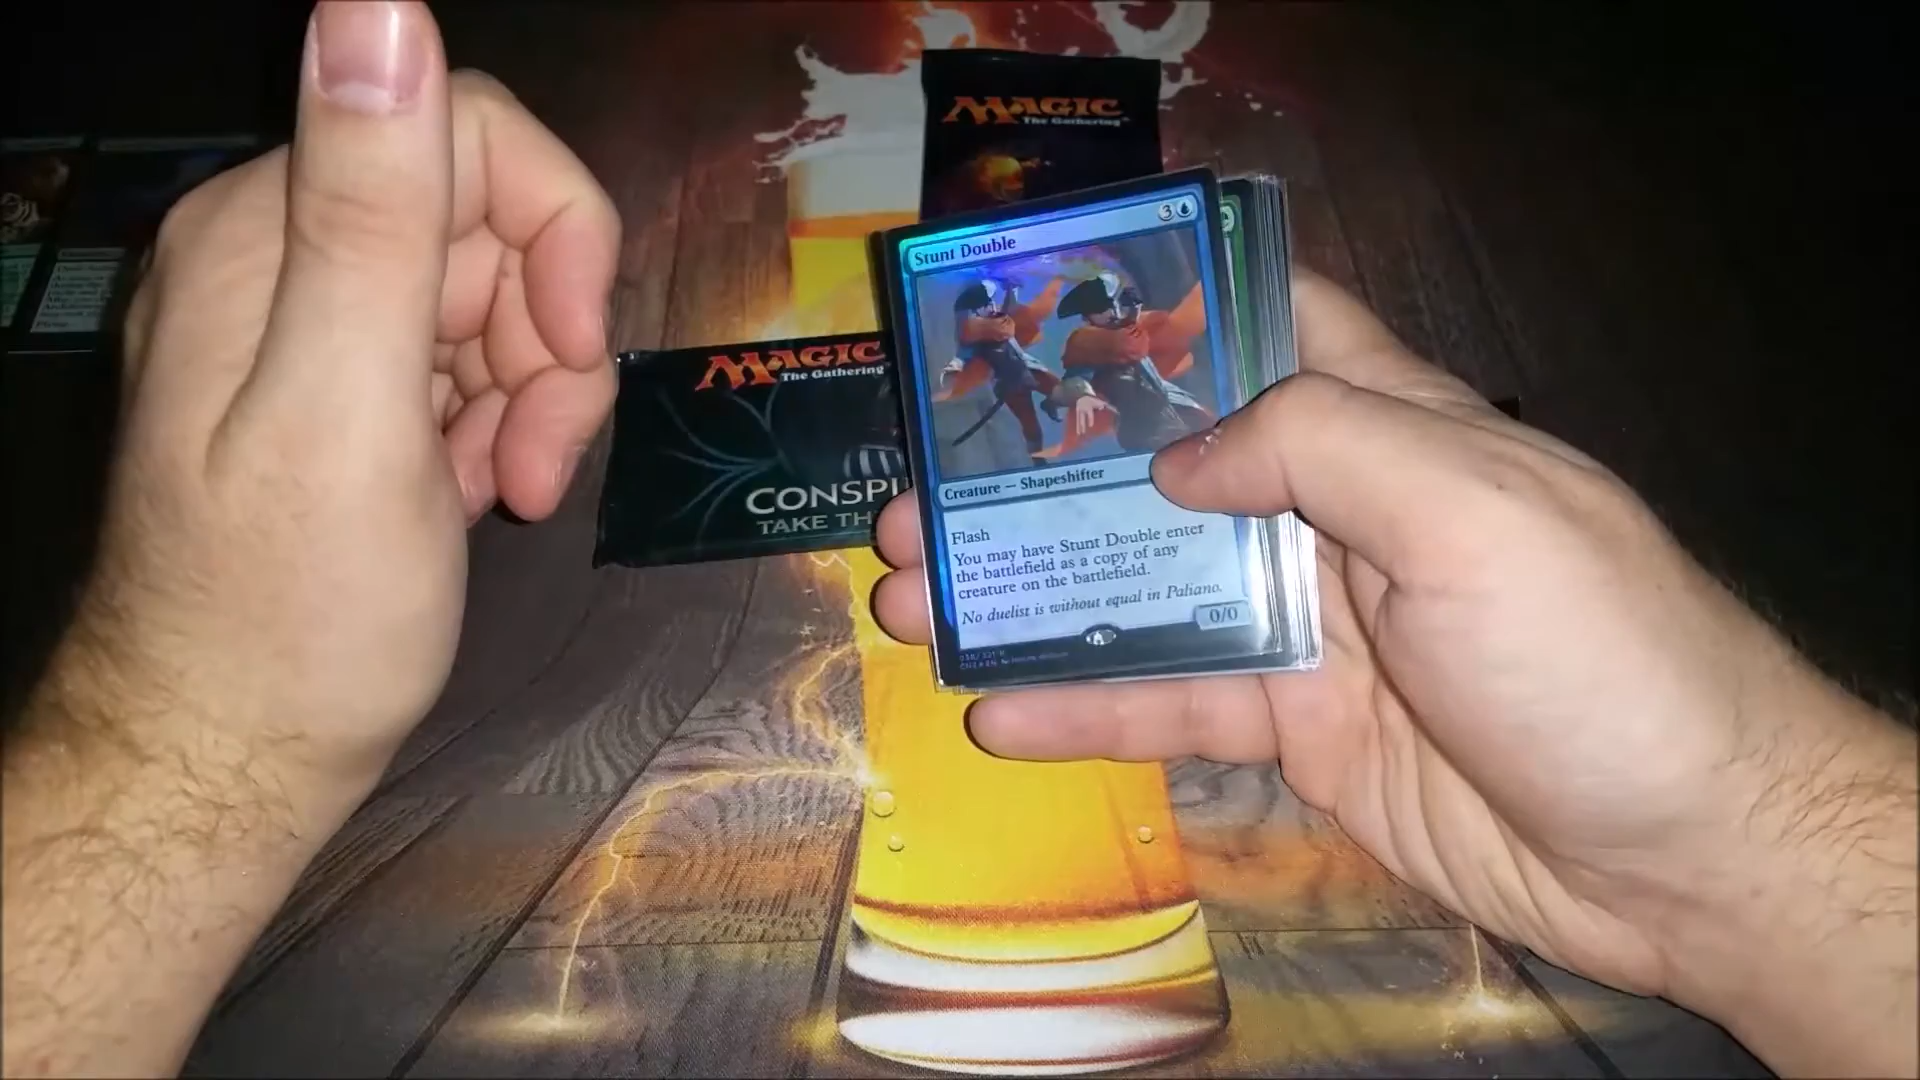 MAGIC
The Gathering™
Stunt Double
3
MAGIC
The Gathering
CONSPI
TAKE TH
Creature — Shapeshifter
Flash
You may have Stunt Double enter
the battlefield as a copy of any
creature on the battlefield.
No duelist is without equal in Paliano.
0/0